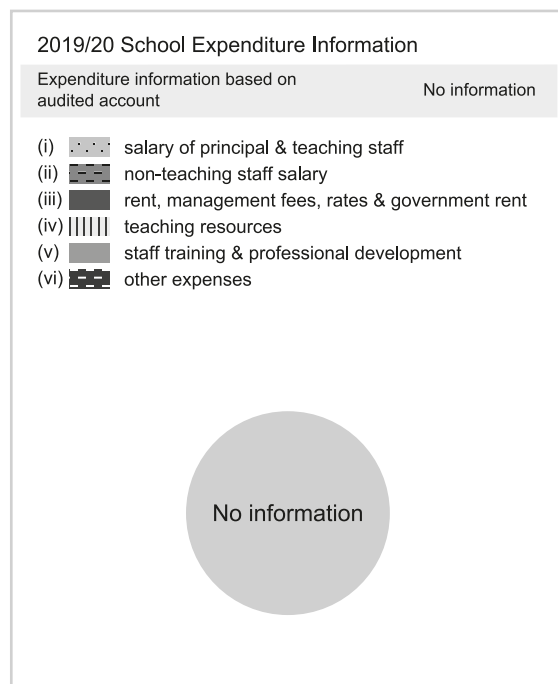 2019/20 School Expenditure Information
Expenditure information based on
audited account
No information
(i) salary of principal & teaching staff
(ii) non-teaching staff salary
(iii) rent, management fees, rates & government rent
(iv) teaching resources
(v) staff training & professional development
(vi) other expenses
No information